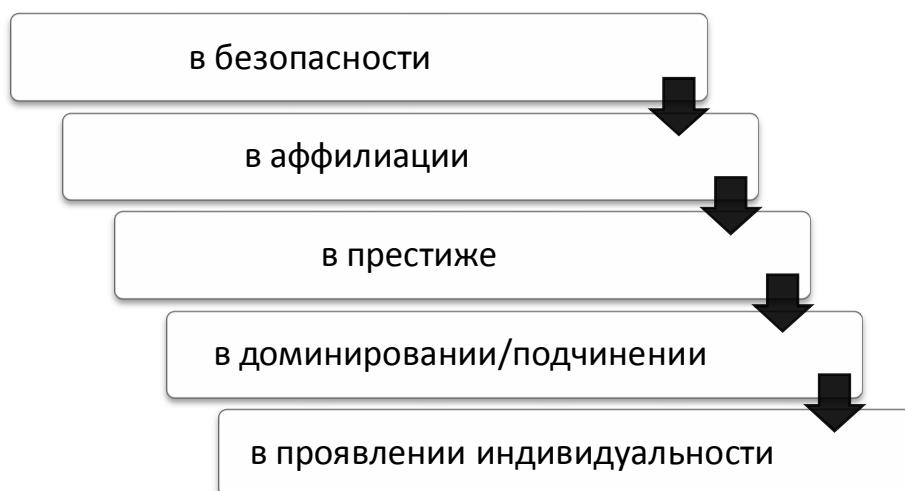 в безопасности
в аффилиации
в престиже
в доминировании/подчинении
в проявлении индивидуальности